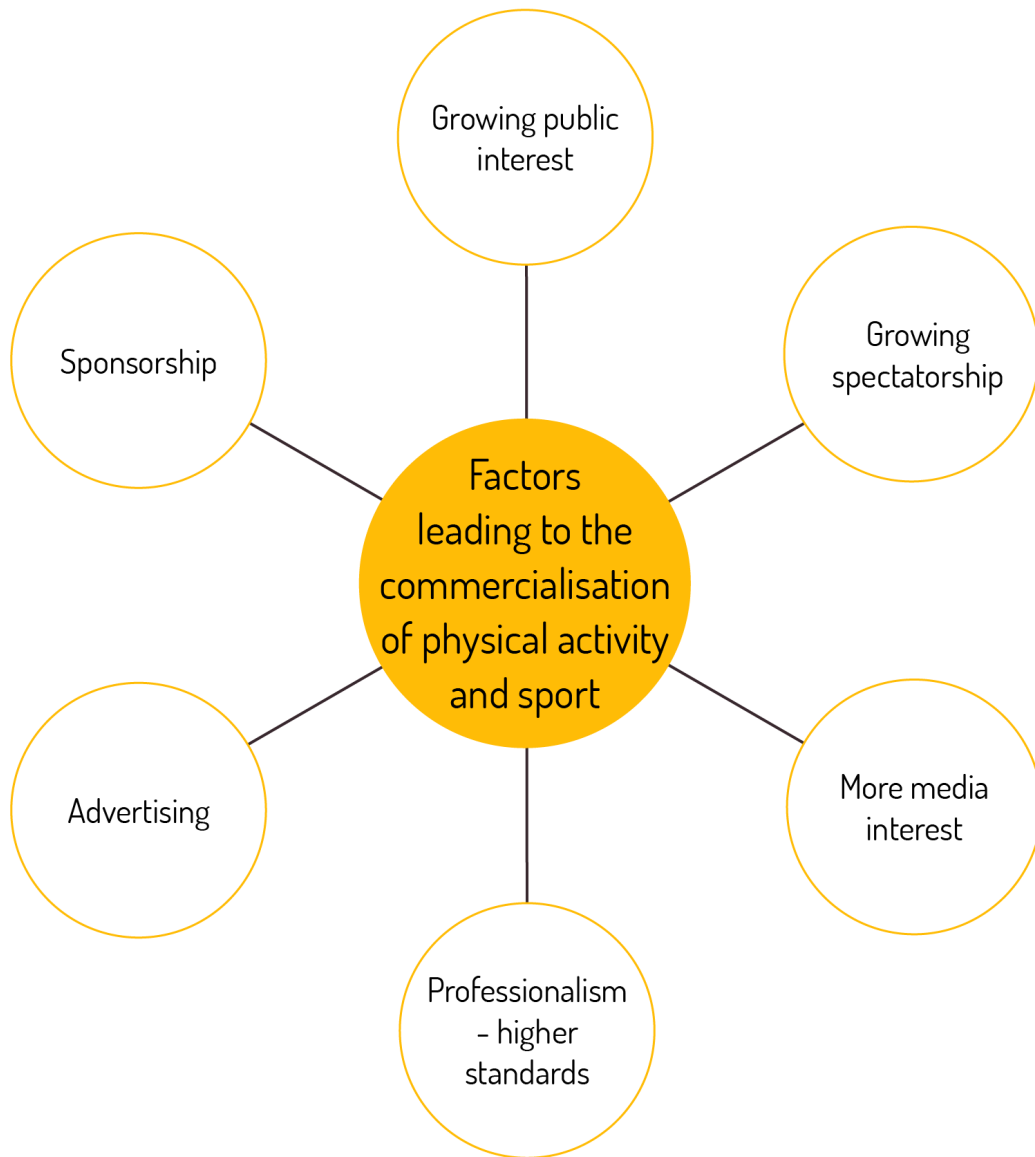 Growing public
interest
Growing
spectatorship
More media
interest
Professionalism
- higher
standards
Advertising
Sponsorship
Factors
leading to the
commercialisation
of physical activity
and sport